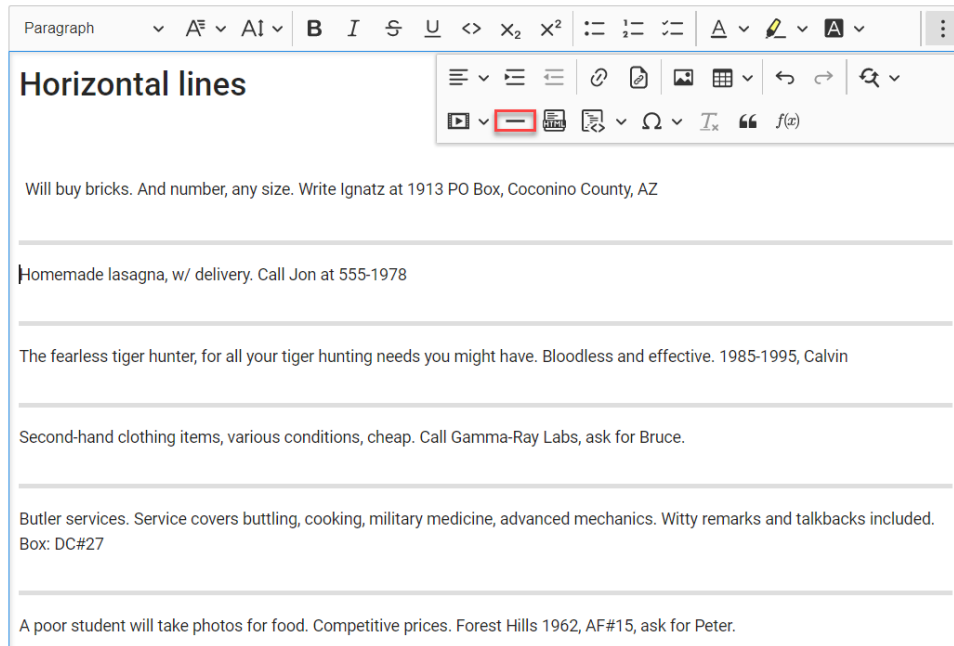 Paragraph
Horizontal lines
HTML
f(x)
Will buy bricks. And number, any size. Write Ignatz at 1913 PO Box, Coconino County, AZ
Homemade lasagna, w/ delivery. Call Jon at 555-1978
The fearless tiger hunter, for all your tiger hunting needs you might have. Bloodless and effective. 1985-1995, Calvin
Second-hand clothing items, various conditions, cheap. Call Gamma-Ray Labs, ask for Bruce.
Butler services. Service covers buttling, cooking, military medicine, advanced mechanics. Witty remarks and talkbacks included.
Box: DC#27
A poor student will take photos for food. Competitive prices. Forest Hills 1962, AF#15, ask for Peter.